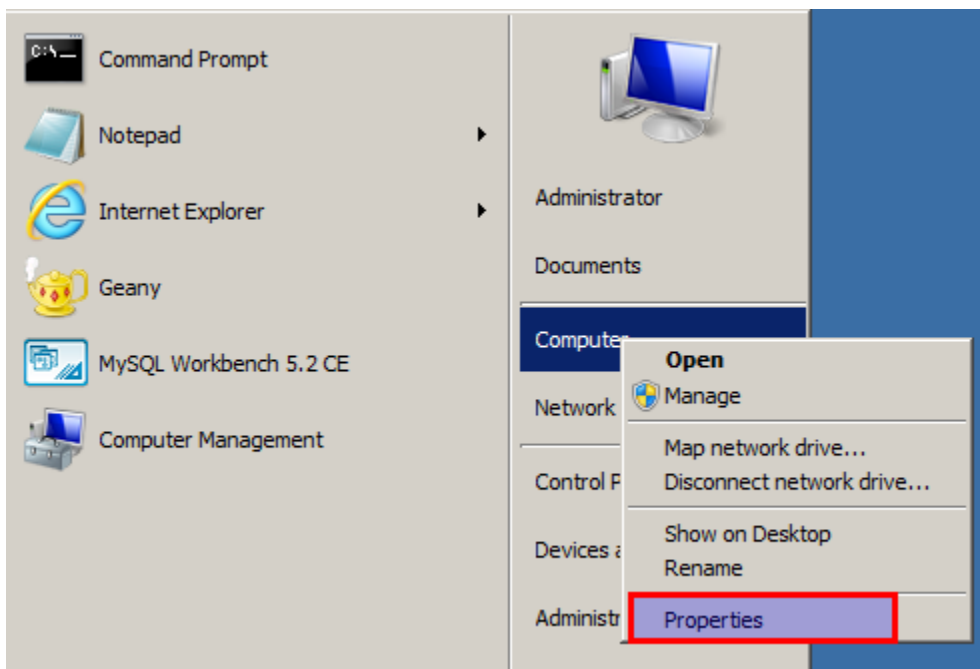 C:\
Command Prompt
Notepad
Internet Explorer
Geany
MySQL Workbench 5.2 CE
Computer Management
Administrator
Documents
Computer
Network
Control P
Devices a
Administr
Open
Manage
Map network drive...
Disconnect network drive...
Show on Desktop
Rename
Properties